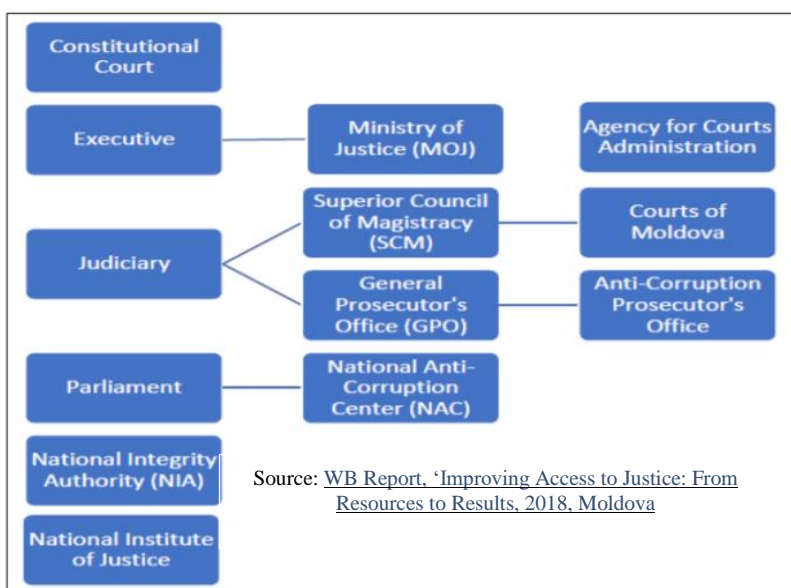 Constitutional
Court
Executive
Ministry of
Justice (MOJ)
Agency for Courts
Administration
Judiciary
Superior Council
of Magistracy
(SCM)
Courts of
Moldova
General
Prosecutor's
Office (GPO)
Anti-Corruption
Prosecutor's
Office
Parliament
National Anti-
Corruption
Center (NAC)
National Integrity
Authority (NIA)
Source: WB Report, ‘Improving Access to Justice: From
Resources to Results, 2018, Moldova
National Institute
of Justice